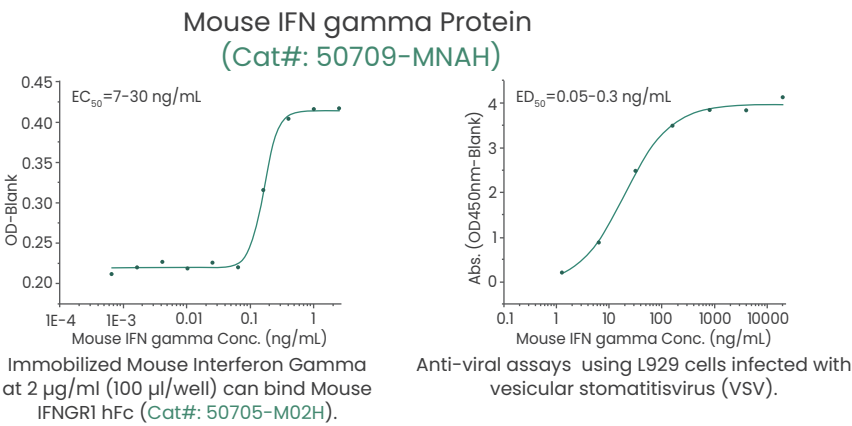 Mouse IFN gamma Protein
(Cat#: 50709-MNAH)
EC50=7-30 ng/mL
OD-Blank
0.45
0.40
0.35
0.30
0.25
0.20
1E-4 1E-3 0.01 0.1 1
Mouse IFN gamma Conc. (ng/mL)
Immobilized Mouse Interferon Gamma
at 2 μg/ml (100 μl/well) can bind Mouse
IFNGR1 hFc (Cat#: 50705-M02H).
ED50=0.05-0.3 ng/mL
Abs. (OD450nm-Blank)
4
3
2
1
0
0.1 1 10 100 1000 10000
Mouse IFN gamma Conc. (ng/mL)
Anti-viral assays using L929 cells infected with
vesicular stomatitisvirus (VSV).